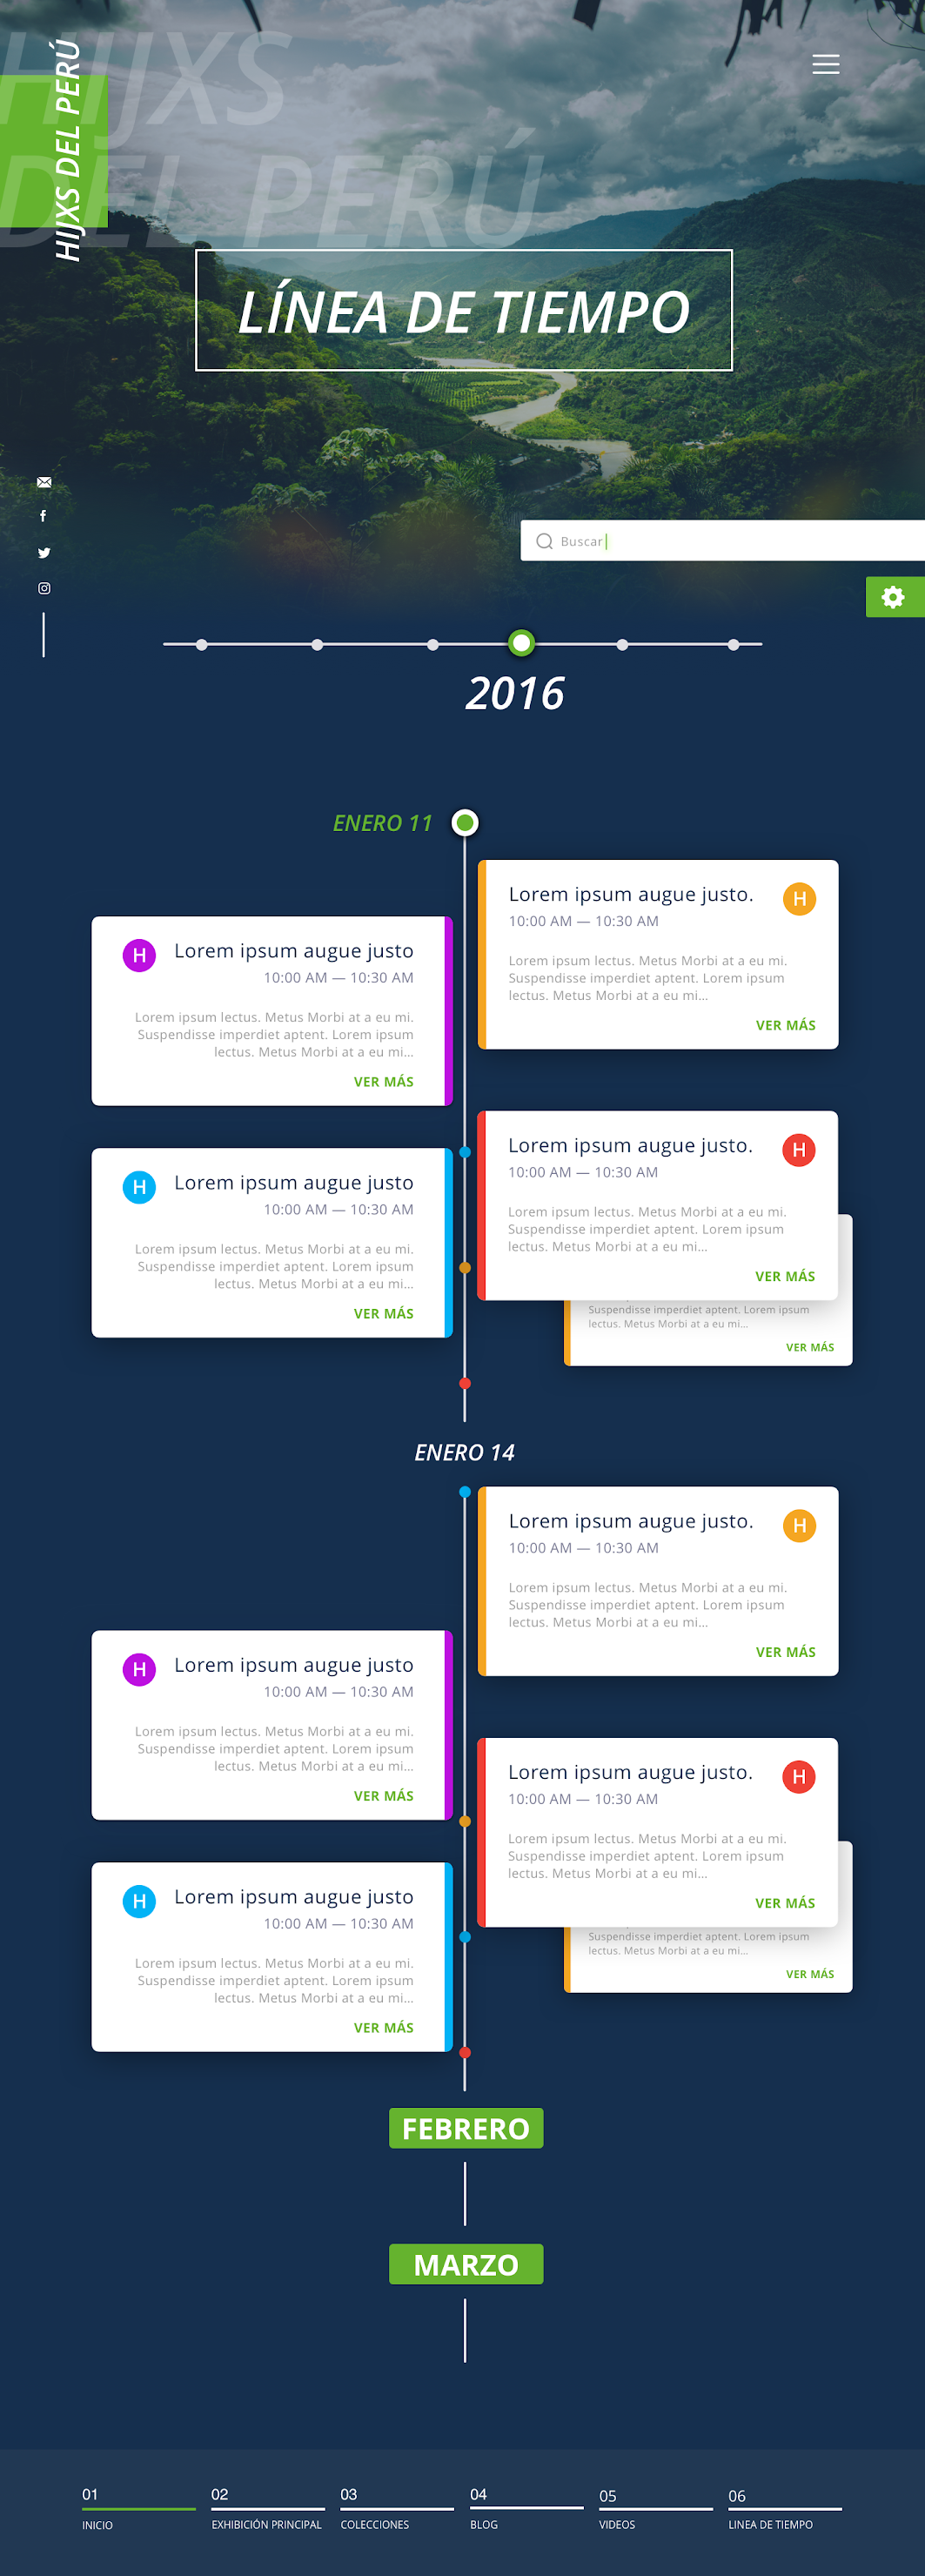 HIJXS
DEL PERÚ
HIJXS DEL PERÚ
LÍNEA DE TIEMPO
Buscar
2016
ENERO 11
Lorem ipsum augue justo.
H
10:00 AM — 10:30 AM
Lorem ipsum lectus. Metus Morbi at a eu mi.
Suspendisse imperdiet aptent. Lorem ipsum
lectus. Metus Morbi at a eu mi...
VER MÁS
H
Lorem ipsum augue justo
10:00 AM — 10:30 AM
Lorem ipsum lectus. Metus Morbi at a eu mi.
Suspendisse imperdiet aptent. Lorem ipsum
lectus. Metus Morbi at a eu mi...
VER MÁS
Lorem ipsum augue justo.
H
10:00 AM — 10:30 AM
Lorem ipsum lectus. Metus Morbi at a eu mi.
Suspendisse imperdiet aptent. Lorem ipsum
lectus. Metus Morbi at a eu mi...
VER MÁS
Suspendisse imperdiet aptent. Lorem ipsum
lectus. Metus Morbi at a eu mi...
VER MÁS
H
Lorem ipsum augue justo
10:00 AM — 10:30 AM
Lorem ipsum lectus. Metus Morbi at a eu mi.
Suspendisse imperdiet aptent. Lorem ipsum
lectus. Metus Morbi at a eu mi...
VER MÁS
ENERO 14
Lorem ipsum augue justo.
H
10:00 AM — 10:30 AM
Lorem ipsum lectus. Metus Morbi at a eu mi.
Suspendisse imperdiet aptent. Lorem ipsum
lectus. Metus Morbi at a eu mi...
VER MÁS
H
Lorem ipsum augue justo
10:00 AM — 10:30 AM
Lorem ipsum lectus. Metus Morbi at a eu mi.
Suspendisse imperdiet aptent. Lorem ipsum
lectus. Metus Morbi at a eu mi...
VER MÁS
Lorem ipsum augue justo.
H
10:00 AM — 10:30 AM
Lorem ipsum lectus. Metus Morbi at a eu mi.
Suspendisse imperdiet aptent. Lorem ipsum
lectus. Metus Morbi at a eu mi...
VER MÁS
Suspendisse imperdiet aptent. Lorem ipsum
lectus. Metus Morbi at a eu mi...
VER MÁS
H
Lorem ipsum augue justo
10:00 AM — 10:30 AM
Lorem ipsum lectus. Metus Morbi at a eu mi.
Suspendisse imperdiet aptent. Lorem ipsum
lectus. Metus Morbi at a eu mi...
VER MÁS
FEBRERO
MARZO
01
INICIO
02
EXHIBICIÓN PRINCIPAL
03
COLECCIONES
04
BLOG
05
VIDEOS
06
LINEA DE TIEMPO